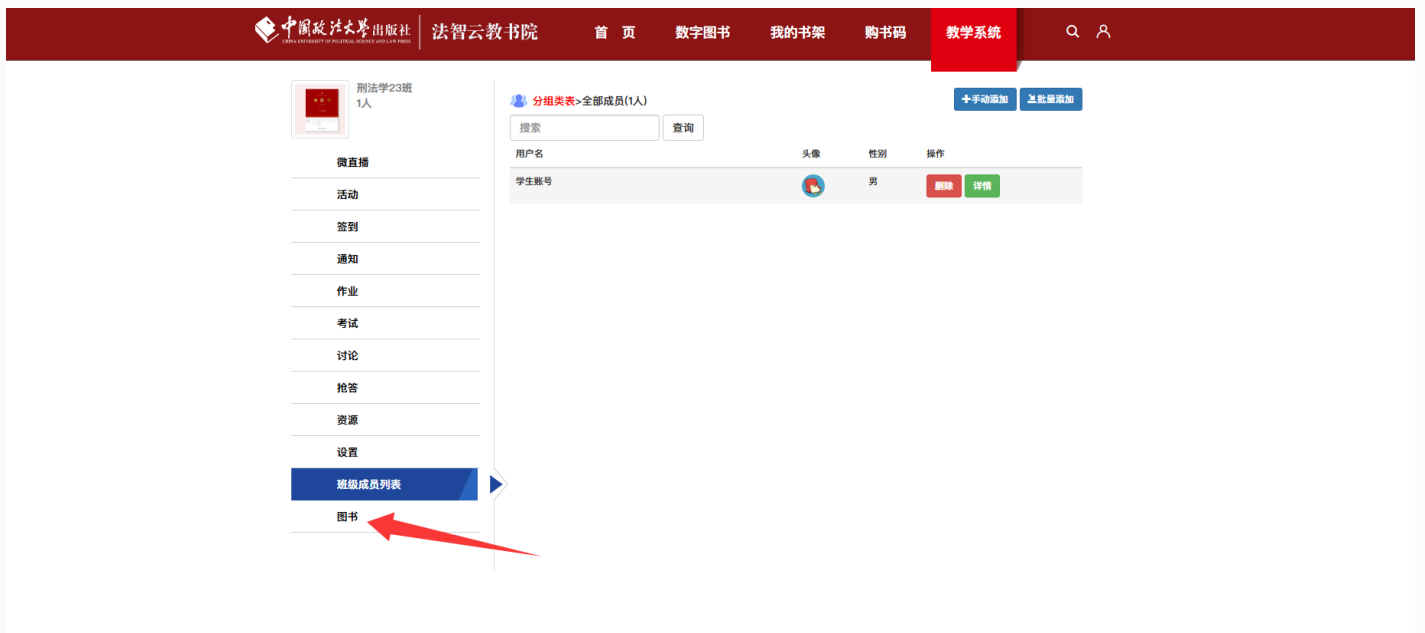 中国政法大学出版社 法智云教书院 首 页 数字图书 我的书架 购书码 教学系统
CHINA UNIVERSITY OF POLITICAL SCIENCE AND LAW PRESS
刑法学23班
1人
分组类表>全部成员(1人) 手动添加 批量添加
搜索 查询
用户名 头像 性别 操作
学生账号 男 删除 详情
微直播
活动
签到
通知
作业
考试
讨论
抢答
资源
设置
班级成员列表
图书